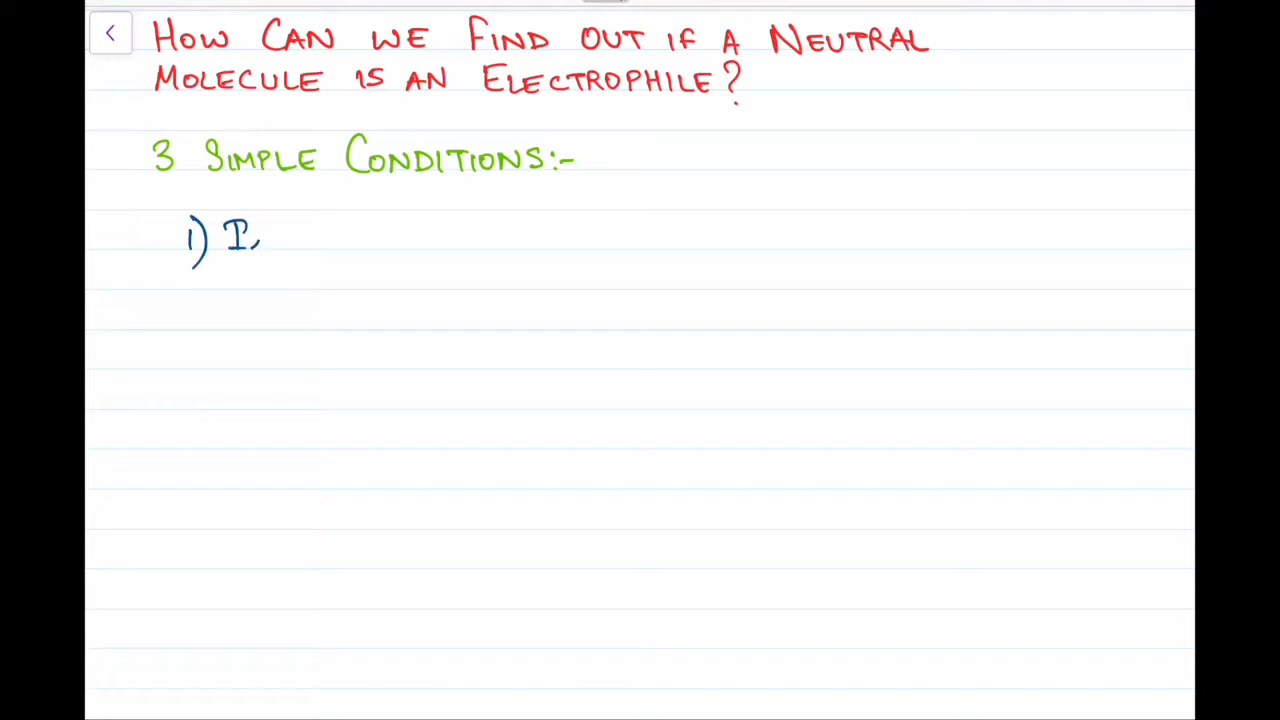 HOW CAN WE FIND OUT IF A NEUTRAL
MOLECULE IS AN ELECTROPHILE?
3 SIMPLE CONDITIONS:-
1) I